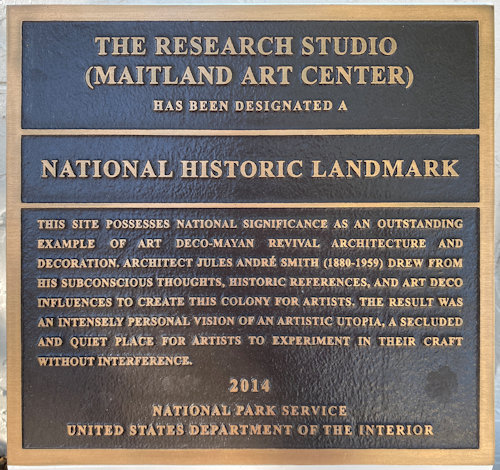 THE RESEARCH STUDIO
(MAITLAND ART CENTER)
HAS BEEN DESIGNATED A
NATIONAL HISTORIC LANDMARK
THIS SITE POSSESSES NATIONAL SIGNIFICANCE AS AN OUTSTANDING
EXAMPLE OF ART DECO-MAYAN REVIVAL ARCHITECTURE AND
DECORATION. ARCHITECT JULES ANDRÉ SMITH (1880-1959) DREW FROM
HIS SUBCONSCIOUS THOUGHTS, HISTORIC REFERENCES, AND ART DECO
INFLUENCES TO CREATE THIS COLONY FOR ARTISTS. THE RESULT WAS
AN INTENSELY PERSONAL VISION OF AN ARTISTIC UTOPIA, A SECLUDED
AND QUIET PLACE FOR ARTISTS TO EXPERIMENT IN THEIR CRAFT
WITHOUT INTERFERENCE.
2014
NATIONAL PARK SERVICE
UNITED STATES DEPARTMENT OF THE INTERIOR